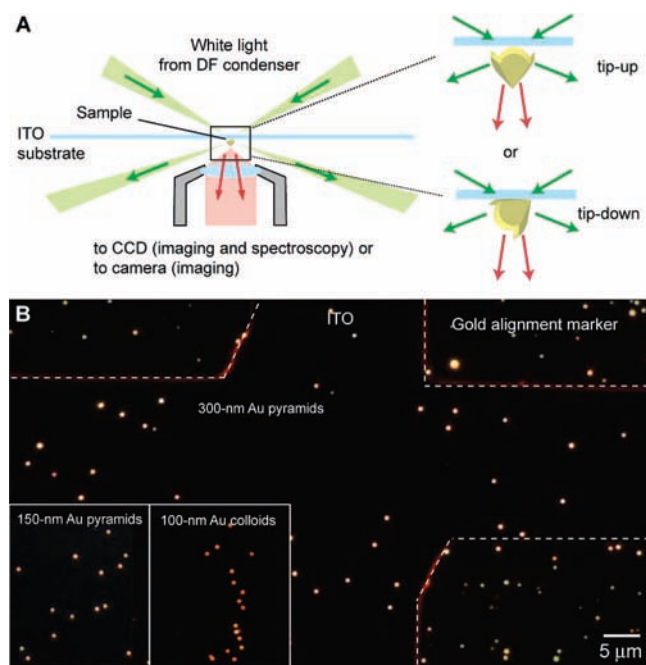 A
White light
from DF condenser
Sample
ITO
substrate
to CCD (imaging and spectroscopy) or
to camera (imaging)
tip-up
or
tip-down
B
ITO
Gold alignment marker
300-nm Au pyramids
150-nm Au pyramids
100-nm Au colloids
5 μm